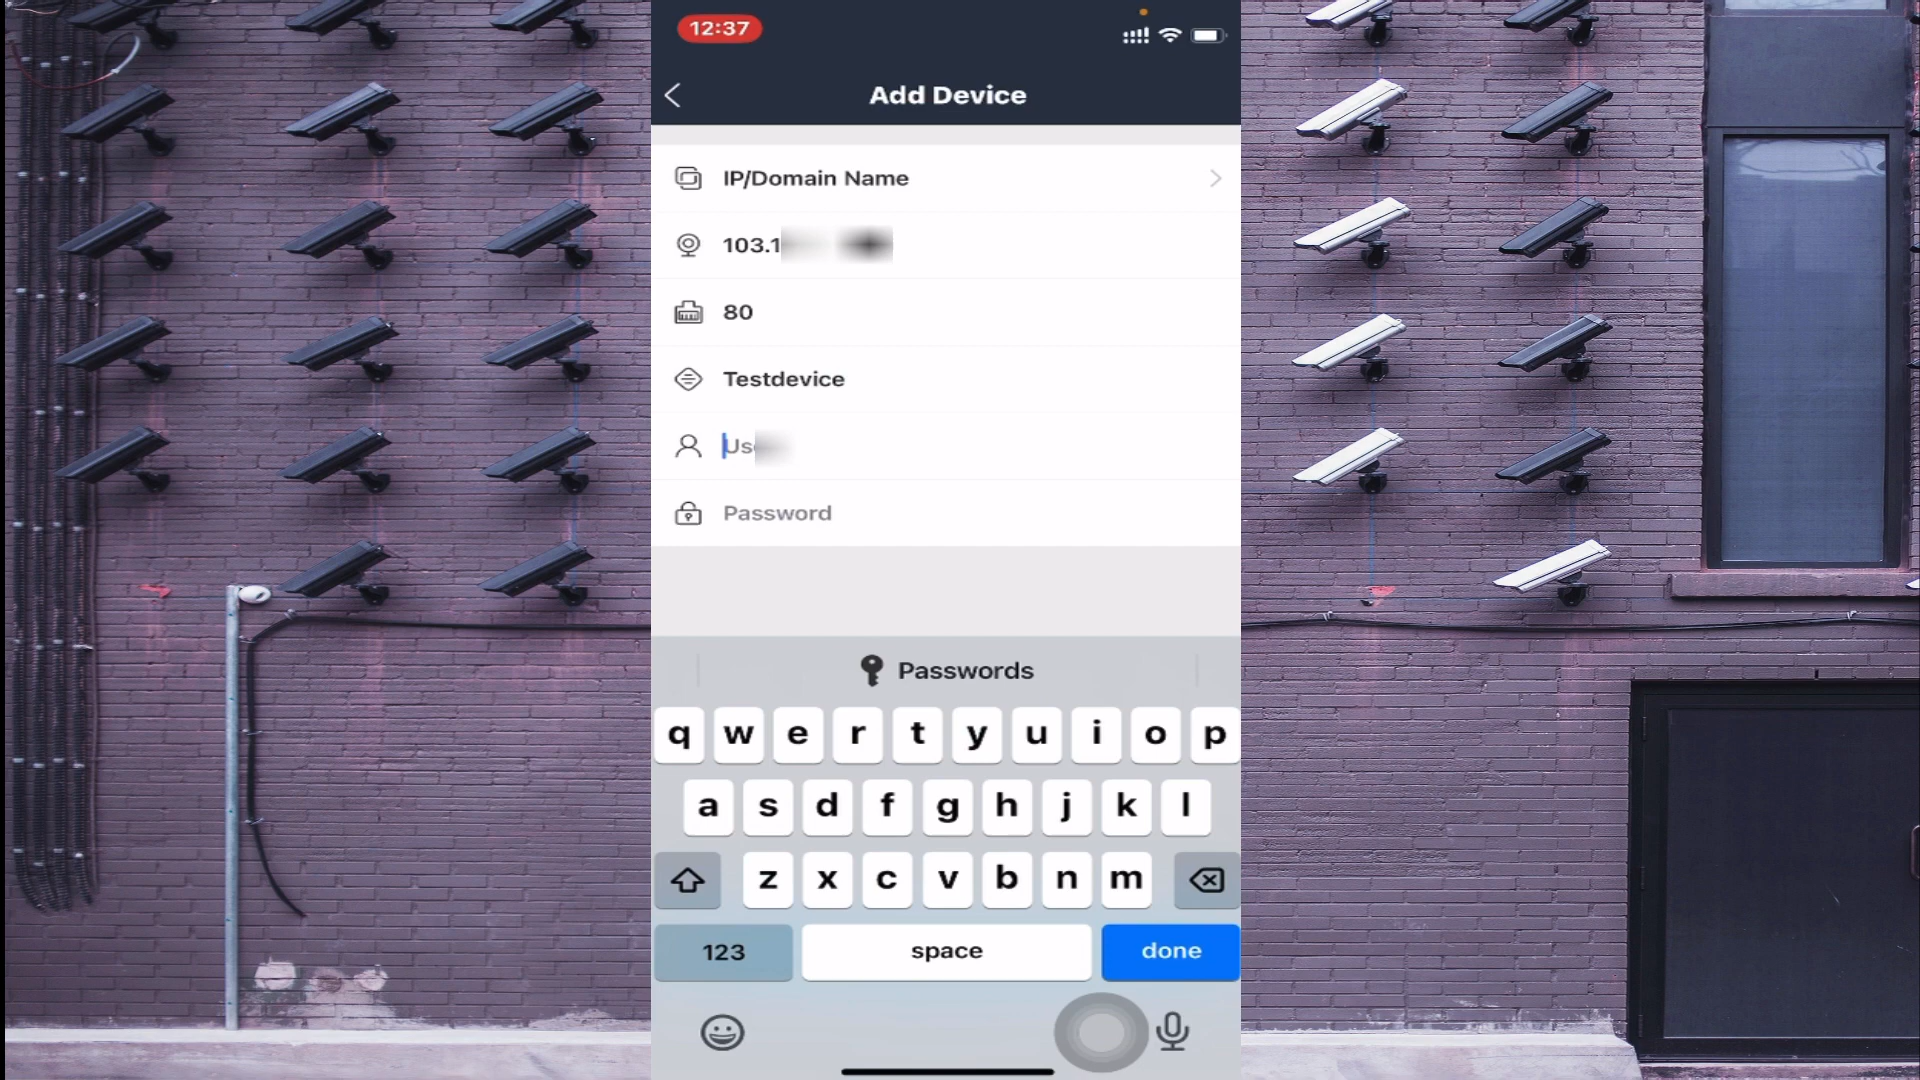 12:37
Add Device
IP/Domain Name
103.1
80
Testdevice
Password
Passwords
q w e r t y u i o p
a s d f g h j k l
z x c v b n m
123 space done